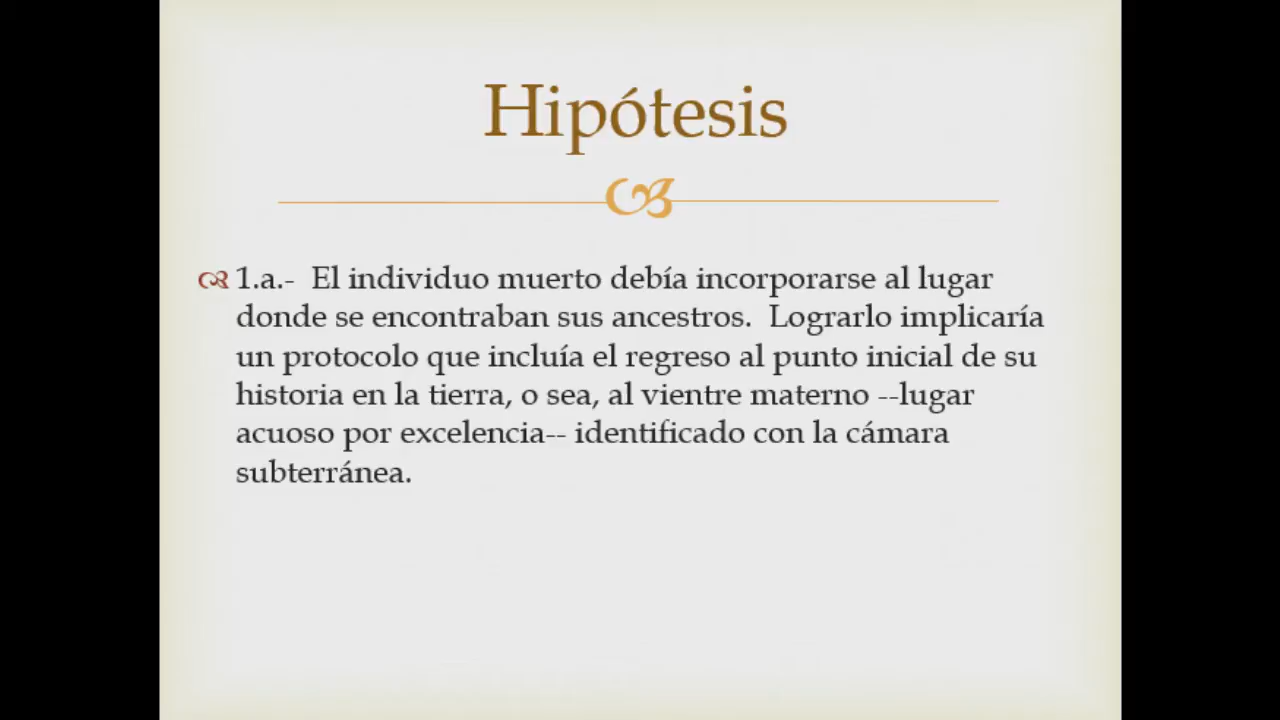 Hipótesis
1.a.- El individuo muerto debía incorporarse al lugar
donde se encontraban sus ancestros. Lograrlo implicaría
un protocolo que incluía el regreso al punto inicial de su
historia en la tierra, o sea, al vientre materno --lugar
acuoso por excelencia-- identificado con la cámara
subterránea.